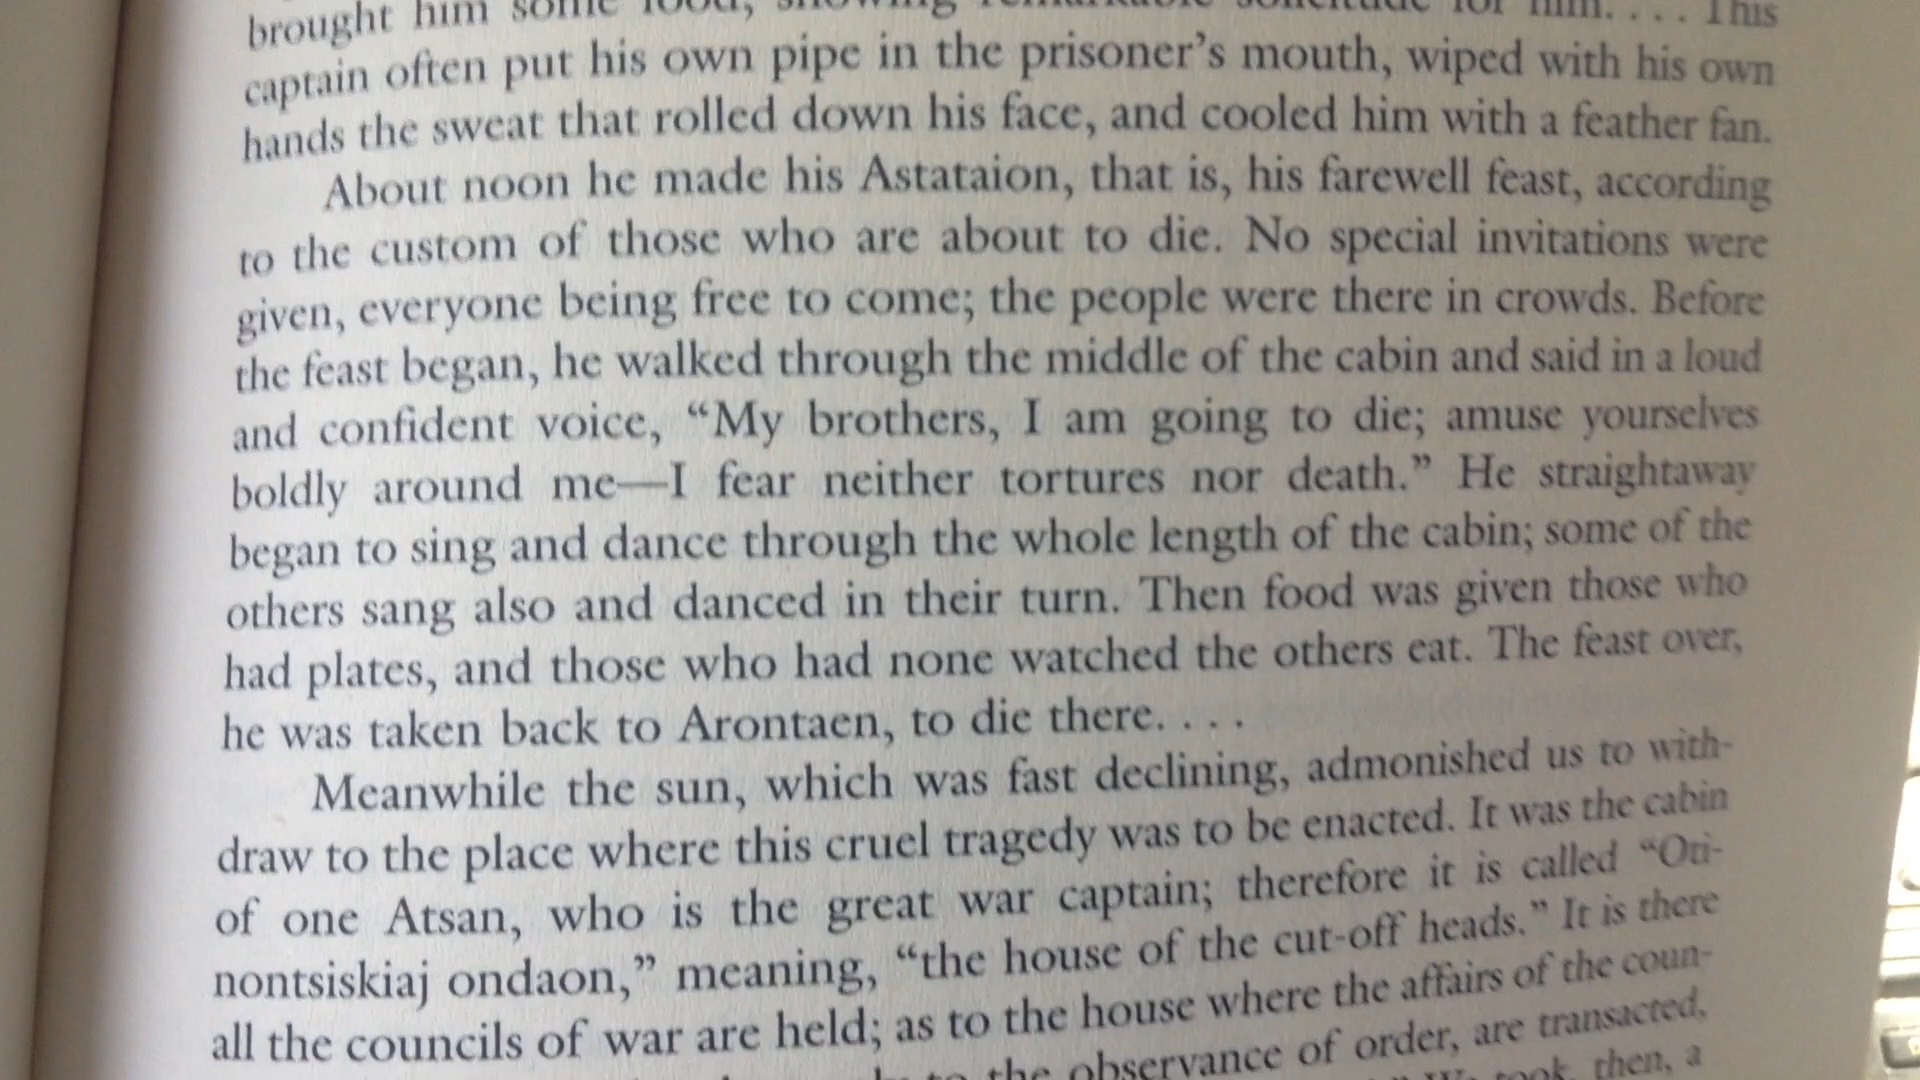 brought him some food, showing remarkable solicitude for him. . . . This
captain often put his own pipe in the prisoner's mouth, wiped with his own
hands the sweat that rolled down his face, and cooled him with a feather fan.
About noon he made his Astataion, that is, his farewell feast, according
to the custom of those who are about to die. No special invitations were
given, everyone being free to come; the people were there in crowds. Before
the feast began, he walked through the middle of the cabin and said in a loud
and confident voice, “My brothers, I am going to die; amuse yourselves
boldly around me—I fear neither tortures nor death.” He straightaway
began to sing and dance through the whole length of the cabin; some of the
others sang also and danced in their turn. Then food was given those who
had plates, and those who had none watched the others eat. The feast over,
he was taken back to Arontaen, to die there. . . .
Meanwhile the sun, which was fast declining, admonished us to with-
draw to the place where this cruel tragedy was to be enacted. It was the cabin
of one Atsan, who is the great war captain; therefore it is called “Oti-
nontsiskiaj ondaon,” meaning, “the house of the cut-off heads.” It is there
all the councils of war are held; as to the house where the affairs of the coun-
to the observance of order, are transacted,
took, then, a